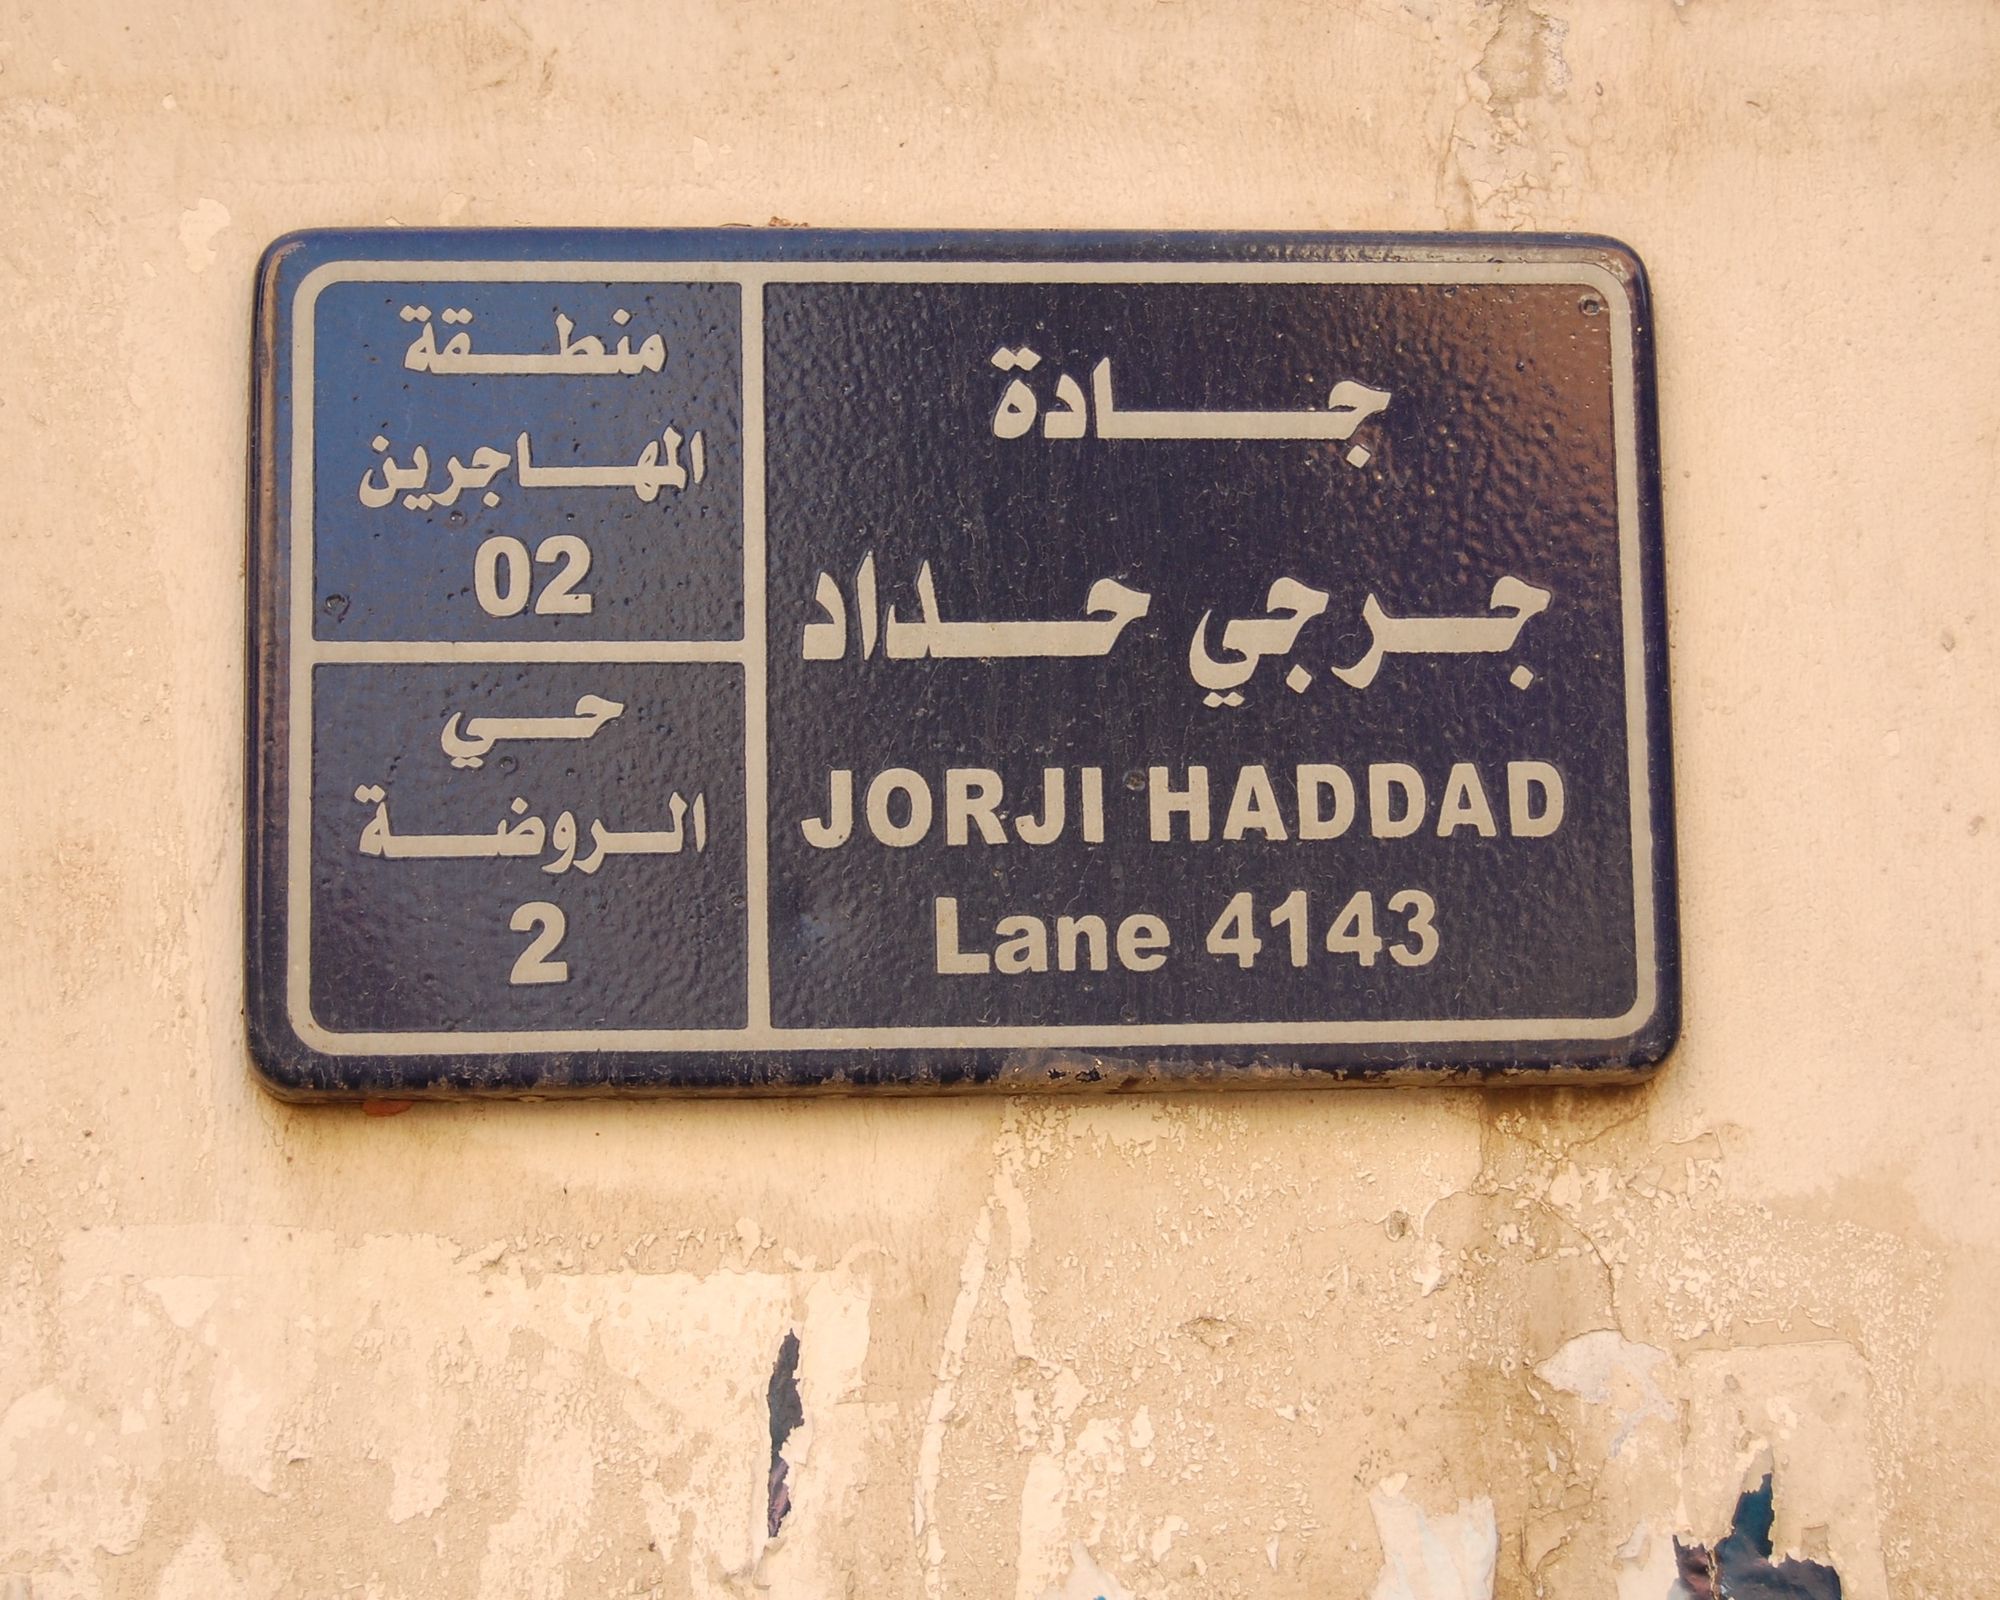 جادة
جرجي حداد
JORJI HADDAD
Lane 4143
منطقة
المهاجرين
02
حي
الروضة
2